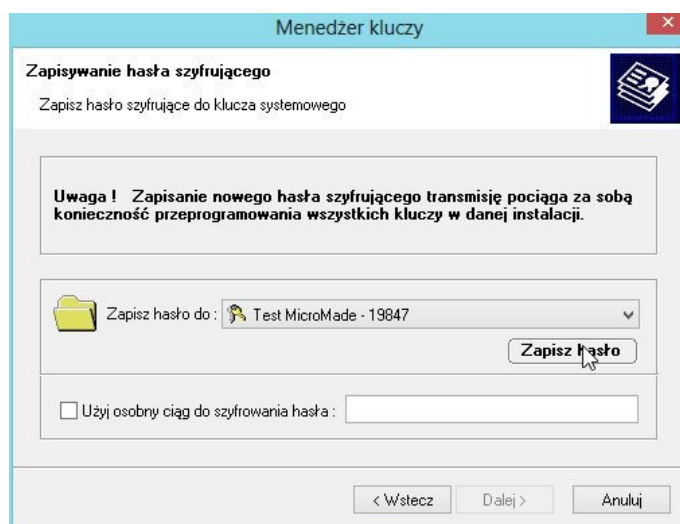 Menedżer kluczy
Zapisywanie hasła szyfrującego
Zapisz hasło szyfrujące do klucza systemowego
Uwaga ! Zapisanie nowego hasła szyfrującego transmisję pociąga za sobą
konieczność przeprogramowania wszystkich kluczy w danej instalacji.
Zapisz hasło do : Test MicroMade - 19847
Zapisz hasło
Użyj osobny ciąg do szyfrowania hasła :
< Wstecz Dalej > Anuluj